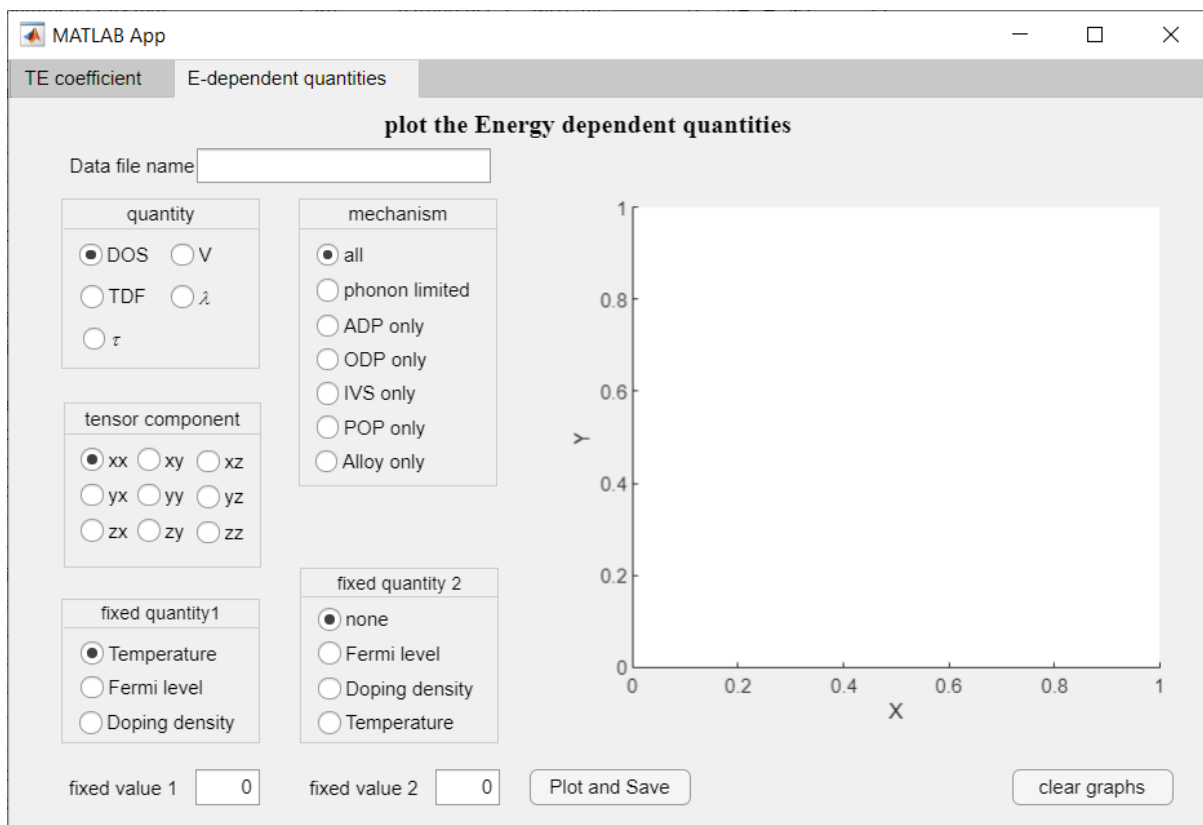 MATLAB App
TE coefficient E-dependent quantities
plot the Energy dependent quantities
Data file name
quantity
DOS V
TDF λ
τ
mechanism
all
phonon limited
ADP only
ODP only
IVS only
POP only
Alloy only
tensor component
xx xy xz
yx yy yz
zx zy zz
fixed quantity1
Temperature
Fermi level
Doping density
fixed quantity 2
none
Fermi level
Doping density
Temperature
fixed value 1 0
fixed value 2 0
Plot and Save
clear graphs
1
0.8
0.6
0.4
0.2
0
Y
0 0.2 0.4 0.6 0.8 1
X